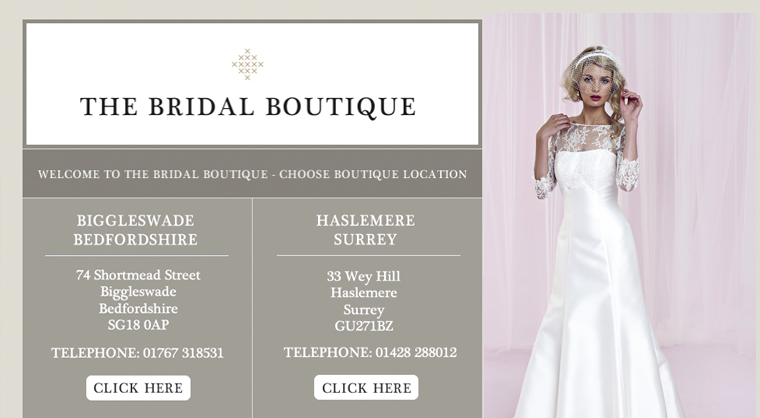 THE BRIDAL BOUTIQUE
WELCOME TO THE BRIDAL BOUTIQUE - CHOOSE BOUTIQUE LOCATION
BIGGLESWADE
BEDFORDSHIRE
74 Shortmead Street
Biggleswade
Bedfordshire
SG18 0AP
TELEPHONE: 01767 318531
CLICK HERE
HASLEMERE
SURREY
33 Wey Hill
Haslemere
Surrey
GU271BZ
TELEPHONE: 01428 288012
CLICK HERE